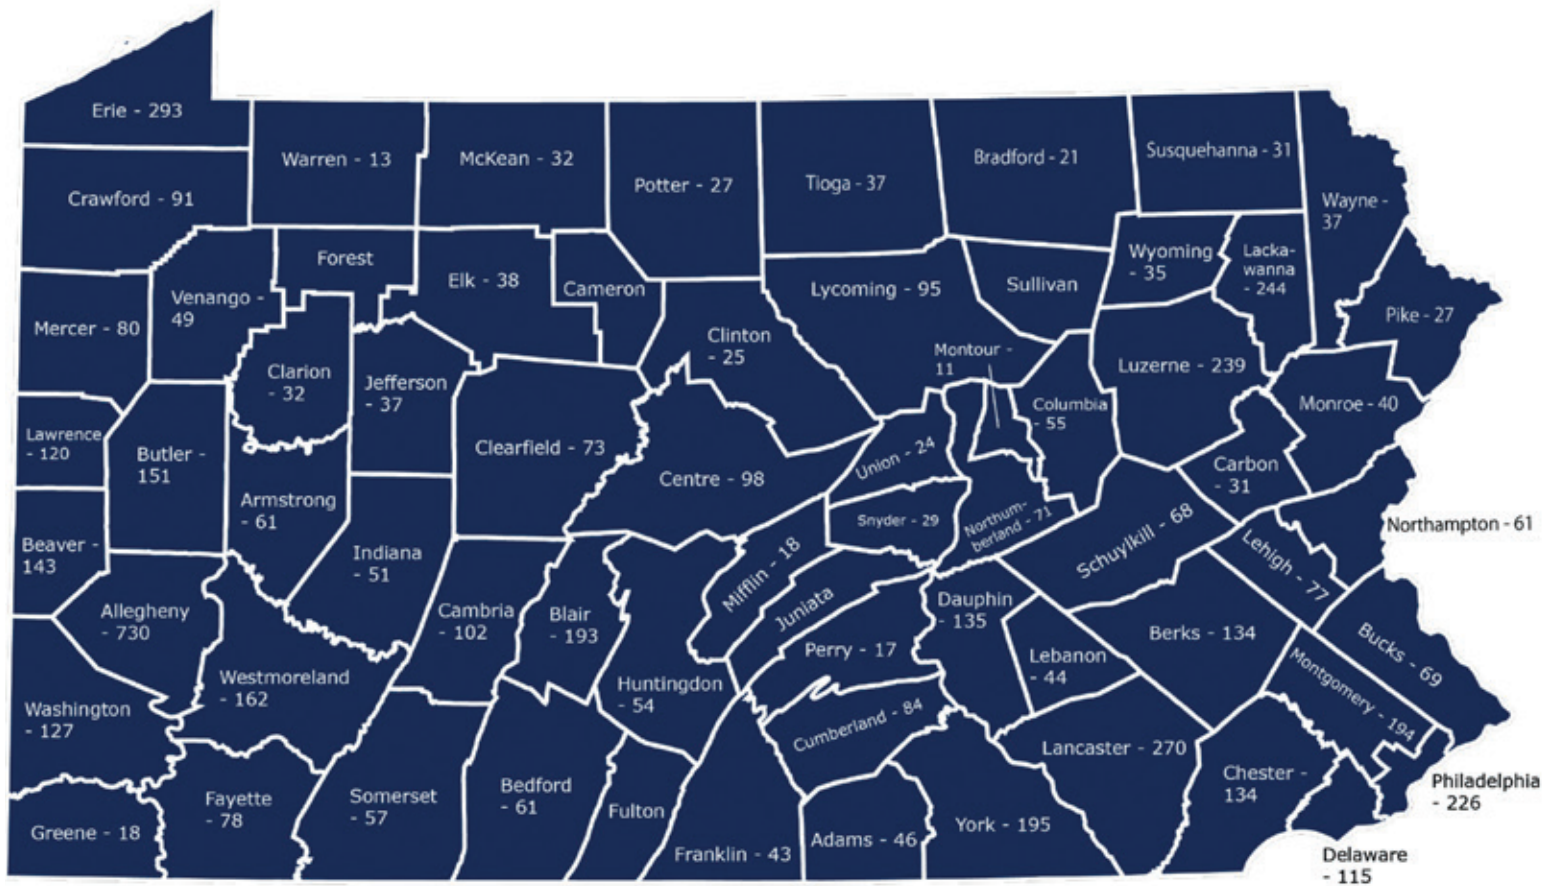 Erie - 293
Warren - 13
McKean - 32
Potter - 27
Tioga - 37
Bradford - 21
Susquehanna - 31
Wayne -
37
Crawford - 91
Forest
Elk - 38
Cameron
Lycoming - 95
Sullivan
Wyoming
- 35
Lacka-
wanna
- 244
Pike - 27
Mercer - 80
Venango -
49
Clarion
- 32
Jefferson
- 37
Clinton
- 25
Montour -
11
Columbia
- 55
Luzerne - 239
Monroe - 40
Lawrence
- 120
Butler -
151
Armstrong
- 61
Clearfield - 73
Centre - 98
Union - 24
Snyder - 29
Northum-
berland - 71
Schuylkill - 68
Carbon
- 31
Northampton - 61
Lehigh - 77
Beaver -
143
Allegheny
- 730
Indiana
- 51
Cambria
- 102
Blair
- 193
Huntingdon
- 54
Mifflin - 18
Juniata
Perry - 17
Dauphin
- 135
Lebanon
- 44
Berks - 134
Bucks - 69
Montgomery - 194
Washington
- 127
Westmoreland
- 162
Cumberland - 84
Lancaster - 270
Chester -
134
Philadelphia
- 226
Greene - 18
Fayette
- 78
Somerset
- 57
Bedford
- 61
Fulton
Franklin - 43
Adams - 46
York - 195
Delaware
- 115